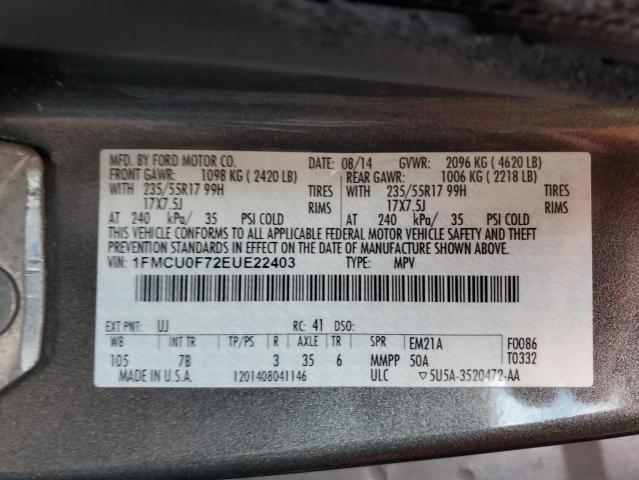 MFD. BY FORD MOTOR CO. DATE: 08/14 GVWR: 2096 KG ( 4620 LB)
FRONT GAWR: 1098 KG ( 2420 LB) REAR GAWR: 1006 KG ( 2218 LB)
WITH 235/55R17 99H TIRES WITH 235/55R17 99H TIRES
17X7.5J RIMS 17X7.5J RIMS
AT 240 kPa/ 35 PSI COLD AT 240 kPa/ 35 PSI COLD
THIS VEHICLE CONFORMS TO ALL APPLICABLE FEDERAL MOTOR VEHICLE SAFETY AND THEFT
PREVENTION STANDARDS IN EFFECT ON THE DATE OF MANUFACTURE SHOWN ABOVE.
VIN: 1FMCU0F72EUE22403 TYPE: MPV
EXT PNT: UJ RC: 41 DSO:
WB INT TR TP/PS R AXLE TR SPR EM21A F0086
105 7B 3 35 6 MMPP 50A T0332
MADE IN U.S.A. 1201408041146 ULC ▽5U5A-3520472-AA